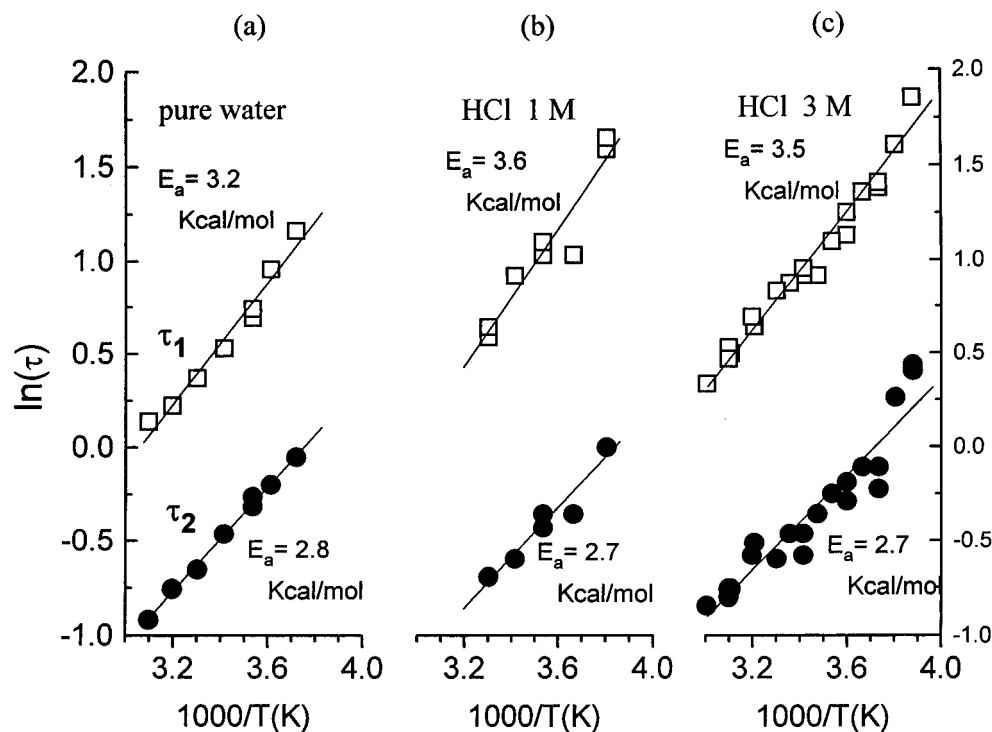 (a)
(b)
(c)
pure water
HCl 1 M
HCl 3 M
Eₐ= 3.2
Kcal/mol
Eₐ= 3.6
Kcal/mol
Eₐ= 3.5
Kcal/mol
τ₁
τ₂
Eₐ= 2.8
Kcal/mol
Eₐ= 2.7
Kcal/mol
Eₐ= 2.7
Kcal/mol
ln(τ)
2.0
1.5
1.0
0.5
0.0
-0.5
-1.0
2.0
1.5
1.0
0.5
0.0
-0.5
-1.0
3.2 3.6 4.0
3.2 3.6 4.0
3.2 3.6 4.0
1000/T(K)
1000/T(K)
1000/T(K)